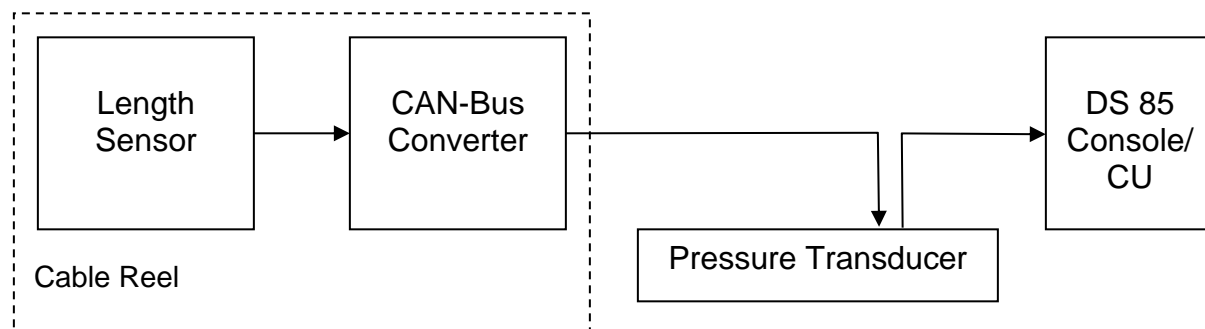 Length
Sensor
CAN-Bus
Converter
DS 85
Console/
CU
Pressure Transducer
Cable Reel